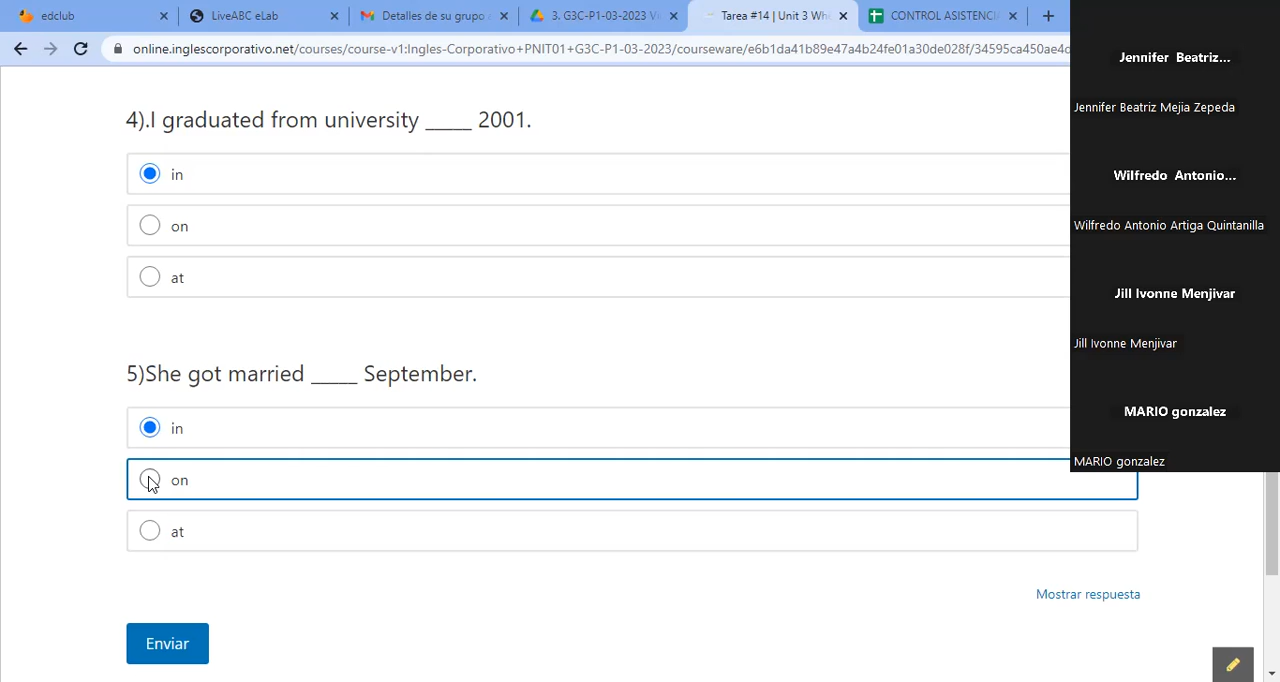 edclub
LiveABC eLab
Detalles de su grupo
3. G3C-P1-03-2023
Tarea #14 | Unit 3
CONTROL ASISTENCI
online.inglescorporativo.net/courses/course-v1:Ingles-Corporativo+PNIT01+G3C-P1-03-2023/courseware/e6b1da41b89e47a4b24fe01a30de028f/34595ca450ae4d
Jennifer Beatriz...
Jennifer Beatriz Mejia Zepeda
Wilfredo Antonio...
Wilfredo Antonio Artiga Quintanilla
Jill Ivonne Menjivar
Jill Ivonne Menjivar
MARIO gonzalez
MARIO gonzalez
4).I graduated from university _____ 2001.
in
on
at
5)She got married _____ September.
in
on
at
Mostrar respuesta
Enviar